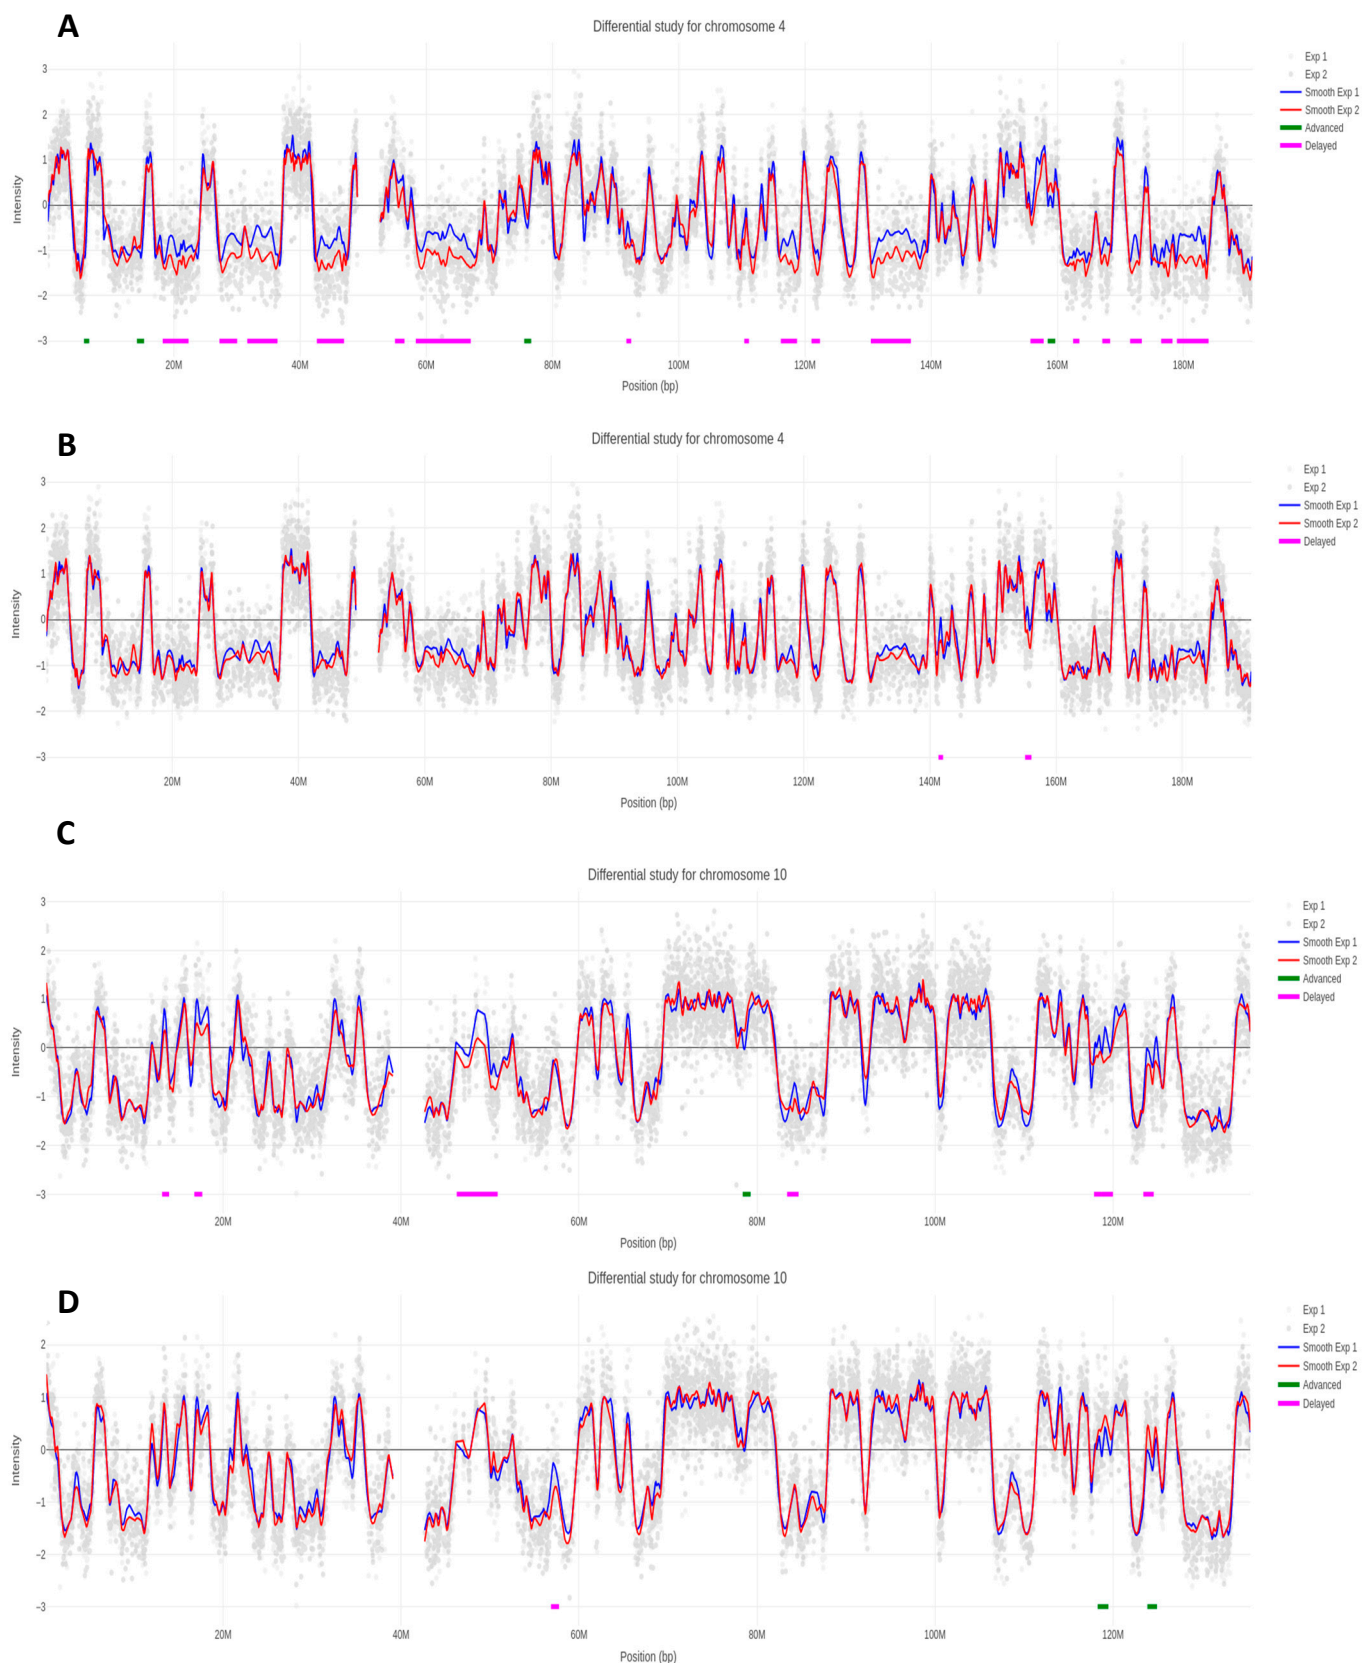 A
Differential study for chromosome 4
3
2
1
0
−1
−2
−3
Intensity
20M 40M 60M 80M 100M 120M 140M 160M 180M
Position (bp)
Exp 1
Exp 2
Smooth Exp 1
Smooth Exp 2
Advanced
Delayed
B
Differential study for chromosome 4
3
2
1
0
−1
−2
−3
Intensity
20M 40M 60M 80M 100M 120M 140M 160M 180M
Position (bp)
Exp 1
Exp 2
Smooth Exp 1
Smooth Exp 2
Delayed
C
Differential study for chromosome 10
3
2
1
0
−1
−2
−3
Intensity
20M 40M 60M 80M 100M 120M
Position (bp)
Exp 1
Exp 2
Smooth Exp 1
Smooth Exp 2
Advanced
Delayed
D
Differential study for chromosome 10
2
1
0
−1
−2
−3
Intensity
20M 40M 60M 80M 100M 120M
Position (bp)
Exp 1
Exp 2
Smooth Exp 1
Smooth Exp 2
Advanced
Delayed